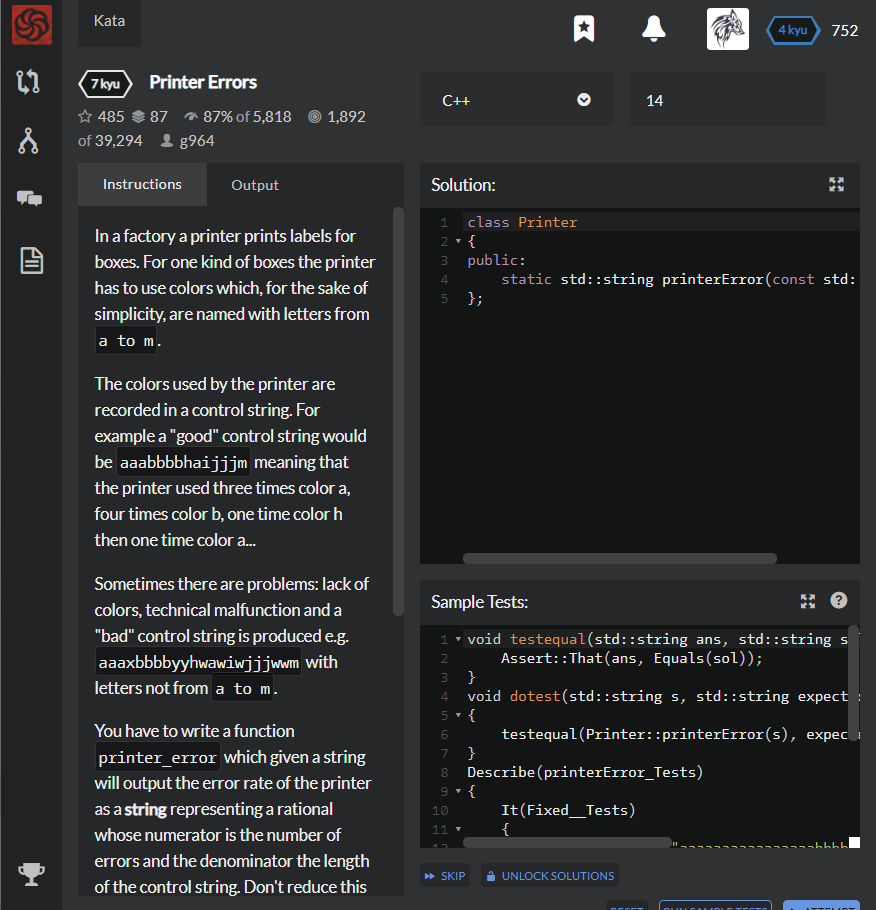 Kata
4 kyu 752
7 kyu Printer Errors
485 87 87% of 5,818 1,892
of 39,294 g964
C++
14
Instructions Output
In a factory a printer prints labels for
boxes. For one kind of boxes the printer
has to use colors which, for the sake of
simplicity, are named with letters from
a to m.
The colors used by the printer are
recorded in a control string. For
example a "good" control string would
be aaabbbbhaijjjm meaning that
the printer used three times color a,
four times color b, one time color h
then one time color a...
Sometimes there are problems: lack of
colors, technical malfunction and a
"bad" control string is produced e.g.
aaaxbbbbyyhwawiwjjjwwm with
letters not from a to m.
You have to write a function
printer_error which given a string
will output the error rate of the printer
as a string representing a rational
whose numerator is the number of
errors and the denominator the length
of the control string. Don't reduce this
Solution:
1 class Printer
2 {
3 public:
4 static std::string printerError(const std:
5 };
Sample Tests:
1 void testequal(std::string ans, std::string s
2 Assert::That(ans, Equals(sol));
3 }
4 void dotest(std::string s, std::string expect
5 {
6 testequal(Printer::printerError(s), expec
7 }
8 Describe(printerError_Tests)
9 {
10 It(Fixed__Tests)
11 {
SKIP UNLOCK SOLUTIONS
RESET RUN SAMPLE TESTS ATTEMPT